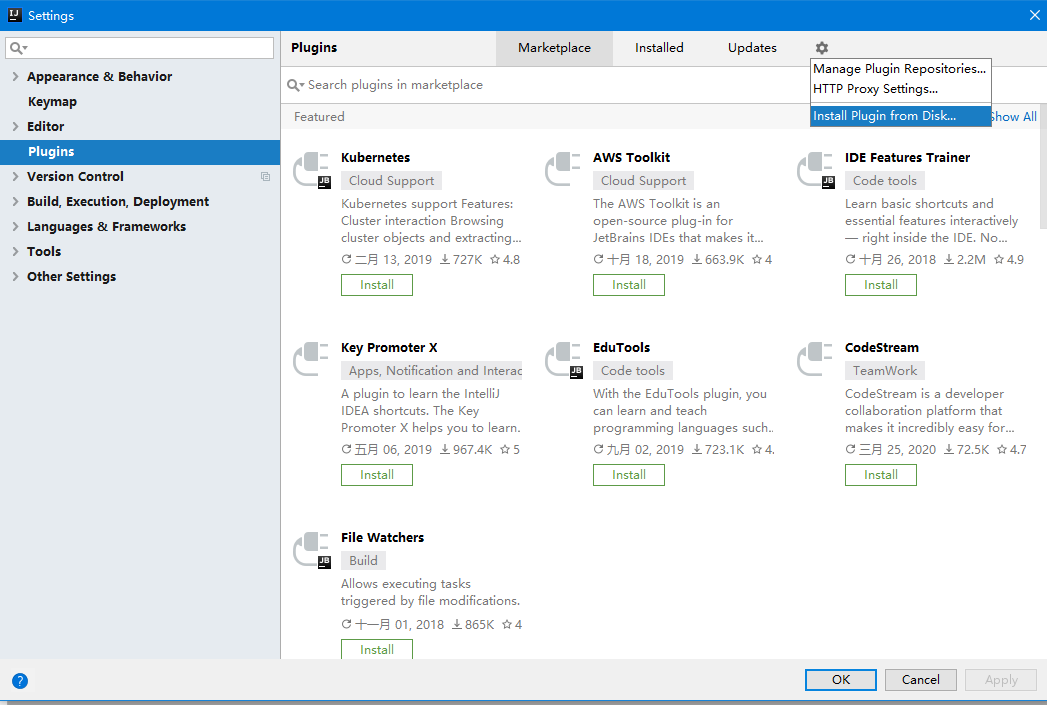 Settings
Plugins
Marketplace
Installed
Updates
Manage Plugin Repositories...
HTTP Proxy Settings...
Install Plugin from Disk...
Appearance & Behavior
Keymap
Editor
Plugins
Version Control
Build, Execution, Deployment
Languages & Frameworks
Tools
Other Settings
Search plugins in marketplace
Featured
Show All
Kubernetes
Cloud Support
Kubernetes support Features:
Cluster interaction Browsing
cluster objects and extracting...
二月 13, 2019 727K 4.8
Install
AWS Toolkit
Cloud Support
The AWS Toolkit is an
open-source plug-in for
JetBrains IDEs that makes it...
十月 18, 2019 663.9K 4
Install
IDE Features Trainer
Code tools
Learn basic shortcuts and
essential features interactively
— right inside the IDE. No...
十月 26, 2018 2.2M 4.9
Install
Key Promoter X
Apps, Notification and Interac
A plugin to learn the IntelliJ
IDEA shortcuts. The Key
Promoter X helps you to learn.
五月 06, 2019 967.4K 5
Install
EduTools
Code tools
With the EduTools plugin, you
can learn and teach
programming languages such..
九月 02, 2019 723.1K 4.
Install
CodeStream
TeamWork
CodeStream is a developer
collaboration platform that
makes it incredibly easy for...
三月 25, 2020 72.5K 4.7
Install
File Watchers
Build
Allows executing tasks
triggered by file modifications.
十一月 01, 2018 865K 4
Install
OK
Cancel
Apply